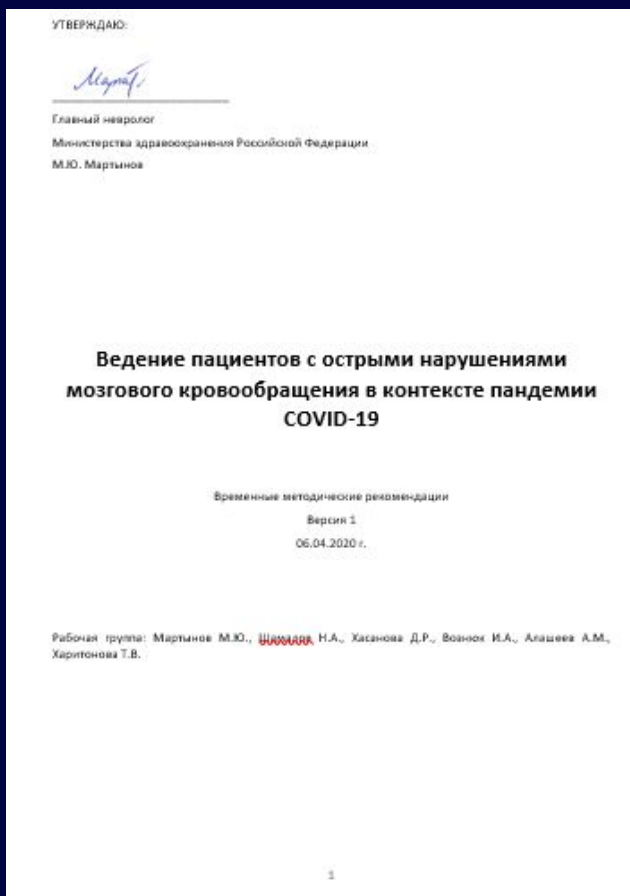 УТВЕРЖДАЮ:
Главный невролог
Министерства здравоохранения Российской Федерации
М.Ю. Мартынов
Ведение пациентов с острыми нарушениями
мозгового кровообращения в контексте пандемии
COVID-19
Временные методические рекомендации
Версия 1
06.04.2020 г.
Рабочая группа: Мартынов М.Ю., Шамалов Н.А., Хасанова Д.Р., Вознюк И.А., Алашеев А.М.,
Харитонова Т.В.
1